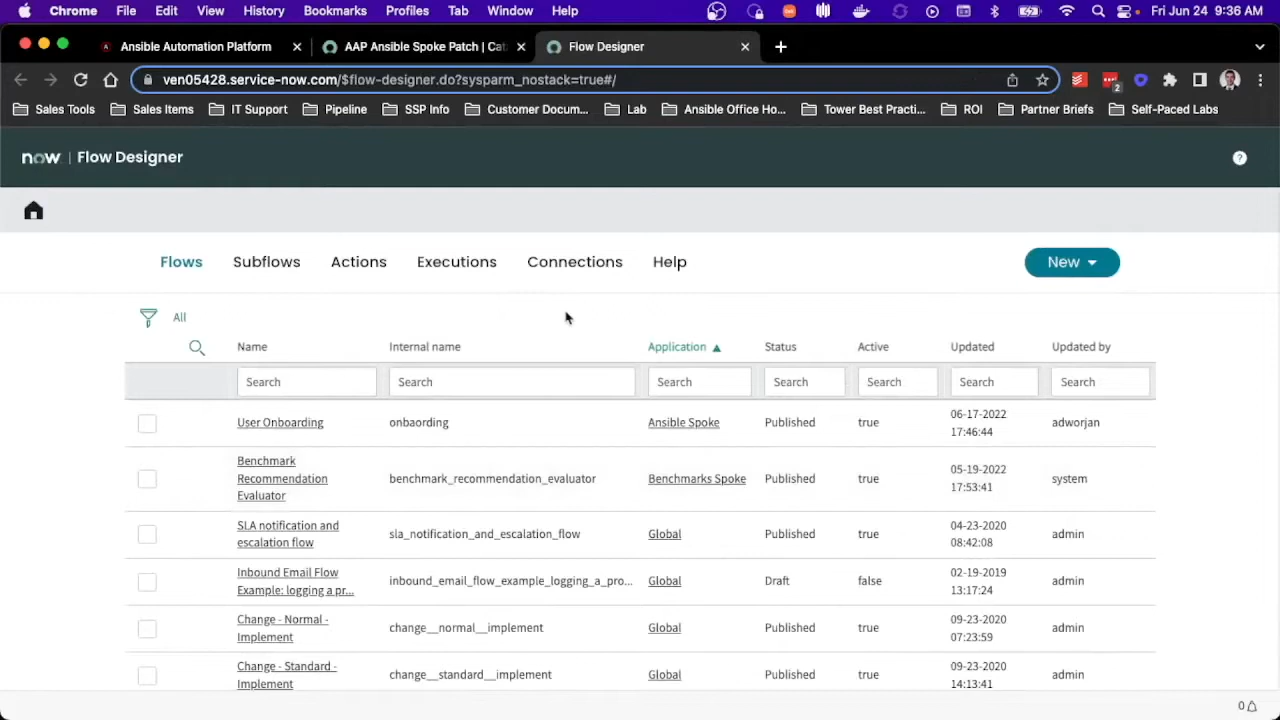 Chrome File Edit View History Bookmarks Profiles Tab Window Help Fri Jun 24 9:36 AM
Ansible Automation Platform AAP Ansible Spoke Patch | Cat Flow Designer
ven05428.service-now.com/$flow-designer.do?sysparm_nostack=true#/ 2
Sales Tools Sales Items IT Support Pipeline SSP Info Customer Docum... Lab Ansible Office Ho... Tower Best Practi... ROI Partner Briefs Self-Paced Labs
now | Flow Designer ?
Flows Subflows Actions Executions Connections Help New
All
Name Internal name Application ▲ Status Active Updated Updated by
Search Search Search Search Search Search Search
User Onboarding onbaording Ansible Spoke Published true 06-17-2022 adworjan
17:46:44
Benchmark
Recommendation benchmark_recommendation_evaluator Benchmarks Spoke Published true 05-19-2022 system
Evaluator 17:53:41
SLA notification and sla_notification_and_escalation_flow Global Published true 04-23-2020 admin
escalation flow 08:42:08
Inbound Email Flow inbound_email_flow_example_logging_a_pro... Global Draft false 02-19-2019 admin
Example: logging a pr... 13:17:24
Change - Normal - change__normal__implement Global Published true 09-23-2020 admin
Implement 07:23:59
Change - Standard - change__standard__implement Global Published true 09-23-2020 admin
Implement 14:13:41
0